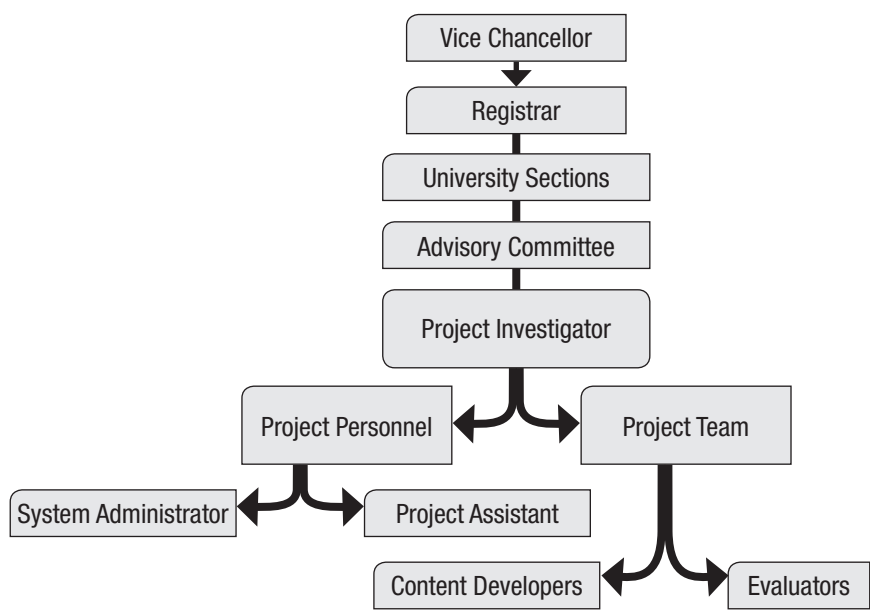 Vice Chancellor
Registrar
University Sections
Advisory Committee
Project Investigator
Project Personnel
Project Team
System Administrator
Project Assistant
Content Developers
Evaluators